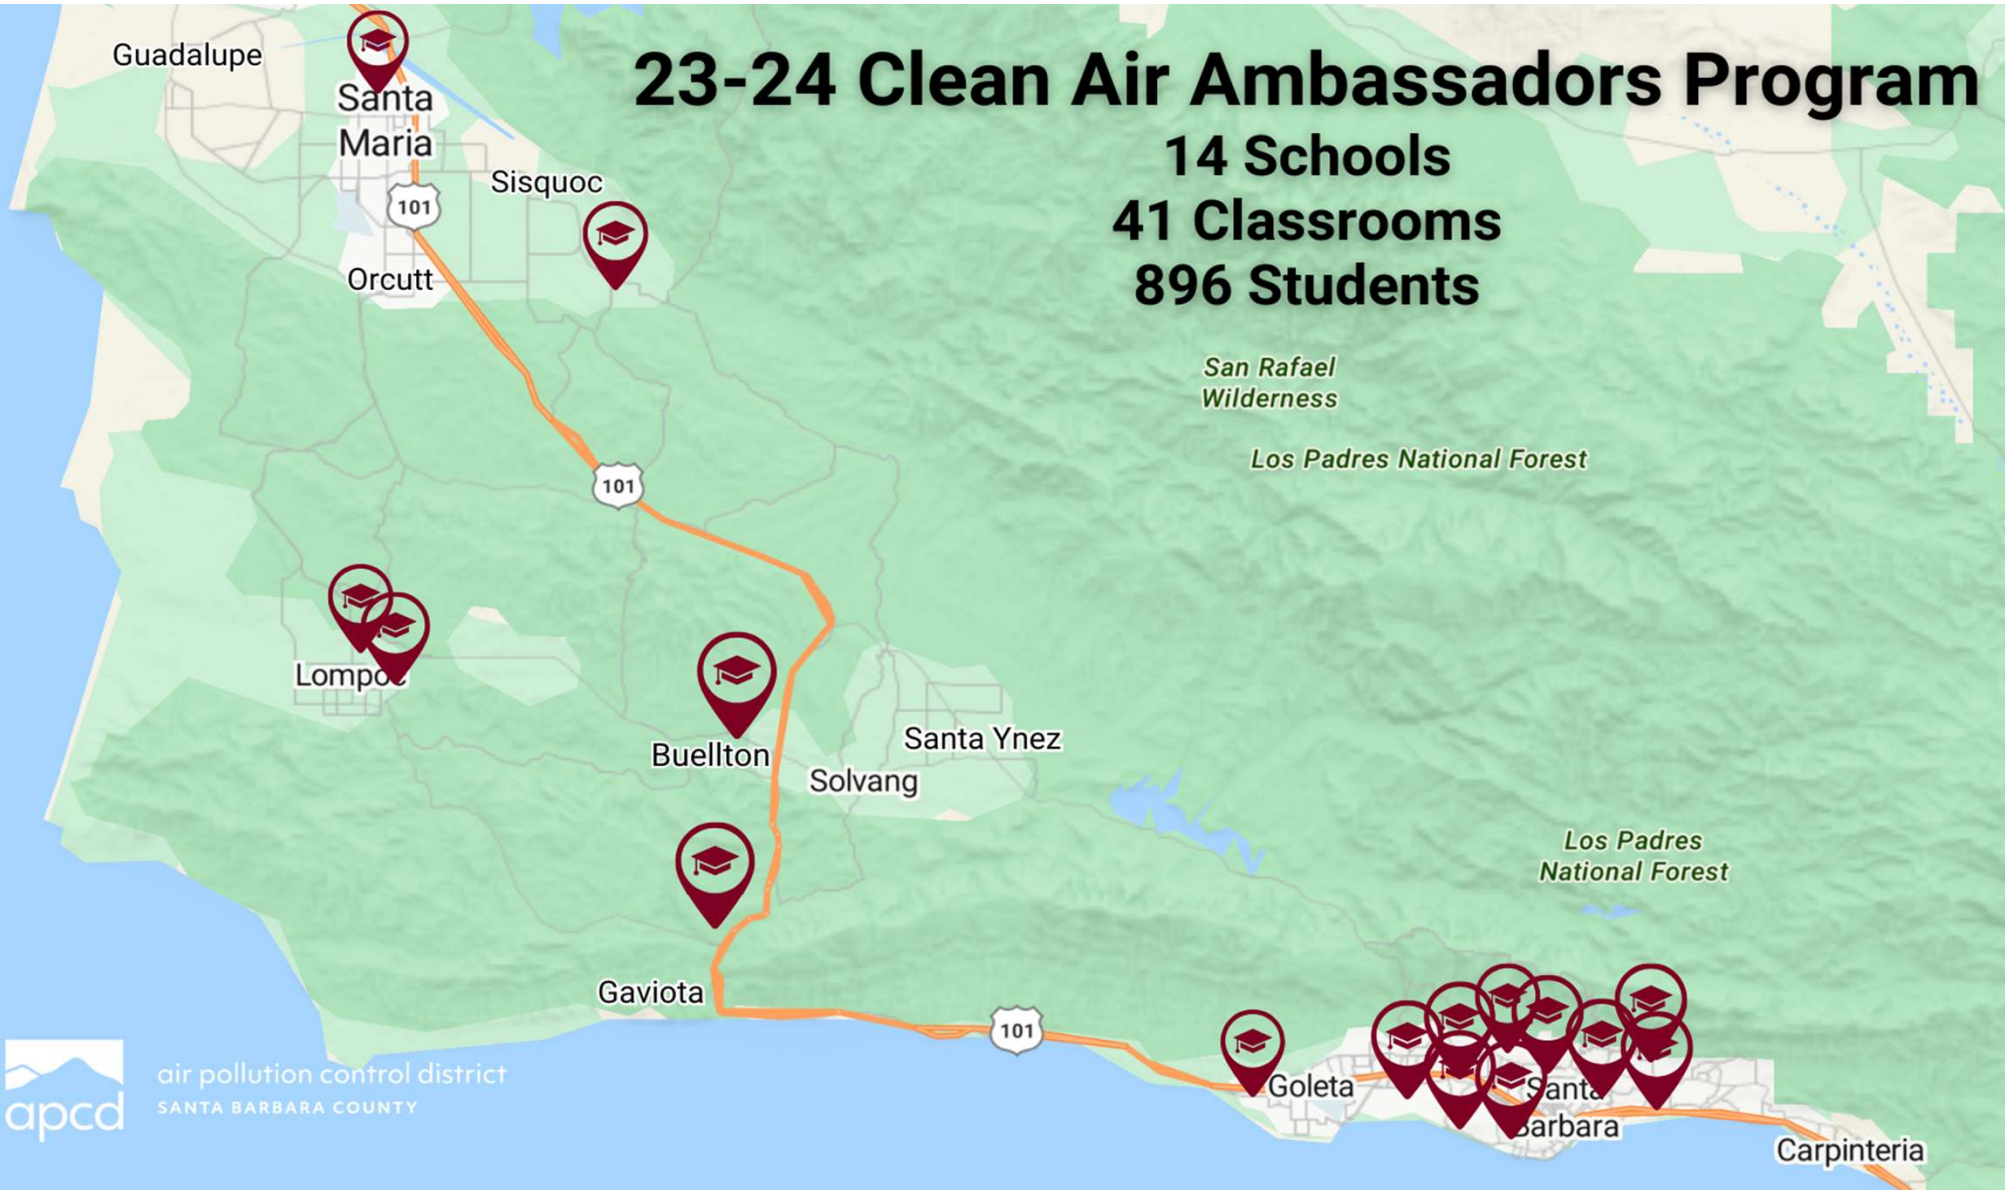 23-24 Clean Air Ambassadors Program
14 Schools
41 Classrooms
896 Students
Guadalupe
Santa
Maria
Sisquoc
101
Orcutt
San Rafael
Wilderness
Los Padres National Forest
101
Lompoc
Buellton
Santa Ynez
Solvang
Los Padres
National Forest
Gaviota
101
Goleta
Santa
Barbara
Carpinteria
apcd
air pollution control district
SANTA BARBARA COUNTY